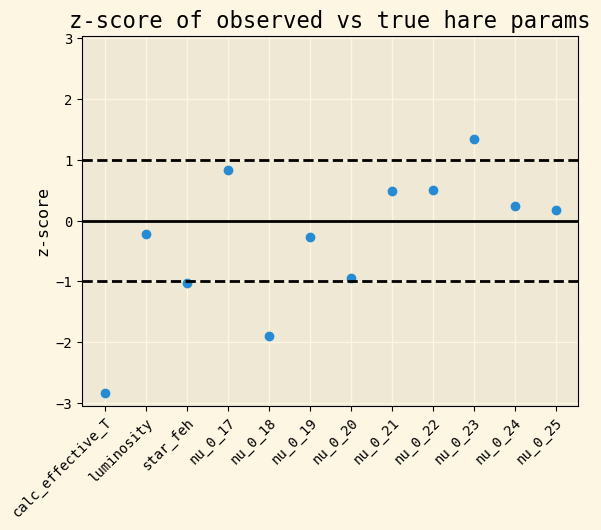 z-score of observed vs true hare params
3
2
1
0
−1
−2
−3
z-score
calc_effective_T
luminosity
star_feh
nu_0_17
nu_0_18
nu_0_19
nu_0_20
nu_0_21
nu_0_22
nu_0_23
nu_0_24
nu_0_25